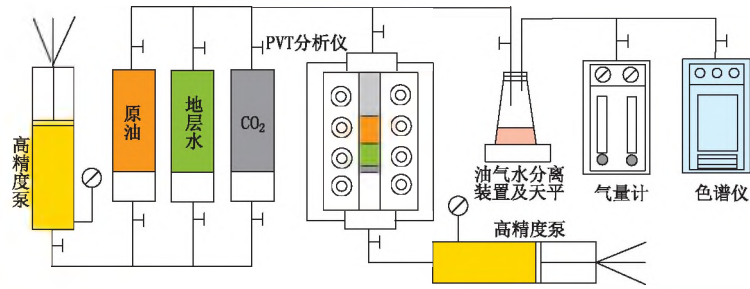 PVT分析仪
原油
地层水
CO₂
高精度泵
油气水分离
装置及天平
气量计
色谱仪
高精度泵